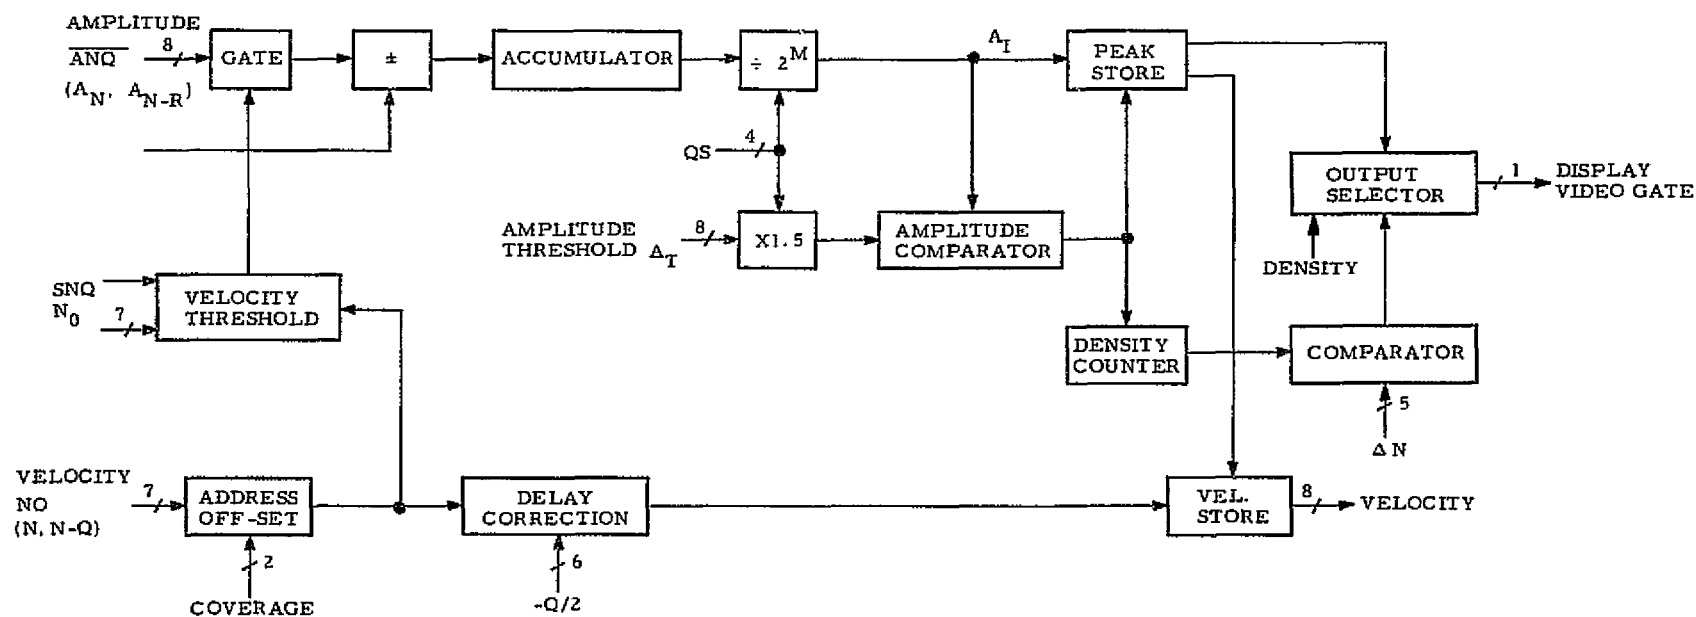 AMPLITUDE
ANQ
(A_N, A_N-R)
8
GATE
±
ACCUMULATOR
÷ 2^M
A_I
PEAK
STORE
QS
4
AMPLITUDE
THRESHOLD Δ_T
8
X1.5
AMPLITUDE
COMPARATOR
OUTPUT
SELECTOR
1
DISPLAY
VIDEO GATE
DENSITY
SNQ
N_0
7
VELOCITY
THRESHOLD
DENSITY
COUNTER
COMPARATOR
5
ΔN
VELOCITY
NO
(N, N-Q)
7
ADDRESS
OFF-SET
2
COVERAGE
DELAY
CORRECTION
6
-Q/2
VEL.
STORE
8
VELOCITY